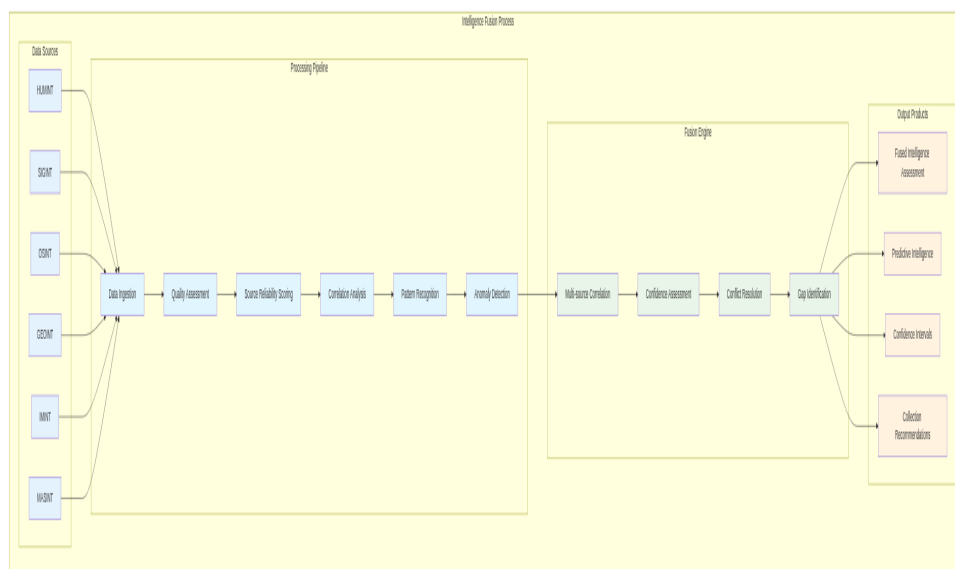 Intelligence Fusion Process
Data Sources
HUMINT
SIGINT
OSINT
GEOINT
IMINT
MASINT
Processing Pipeline
Data Ingestion
Quality Assessment
Source Reliability Scoring
Correlation Analysis
Pattern Recognition
Anomaly Detection
Fusion Engine
Multi-source Correlation
Confidence Assessment
Conflict Resolution
Gap Identification
Output Products
Fused Intelligence
Assessment
Predictive Intelligence
Confidence Intervals
Collection
Recommendations